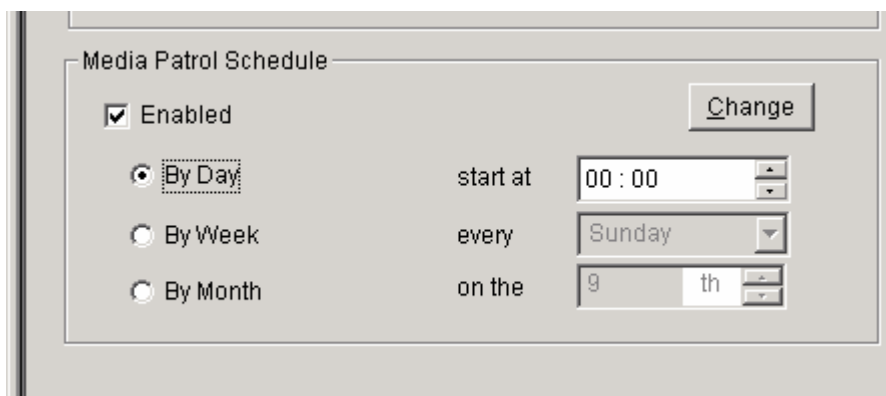 Media Patrol Schedule
Enabled
Change
By Day
start at
00 : 00
By Week
every
Sunday
By Month
on the
9
th